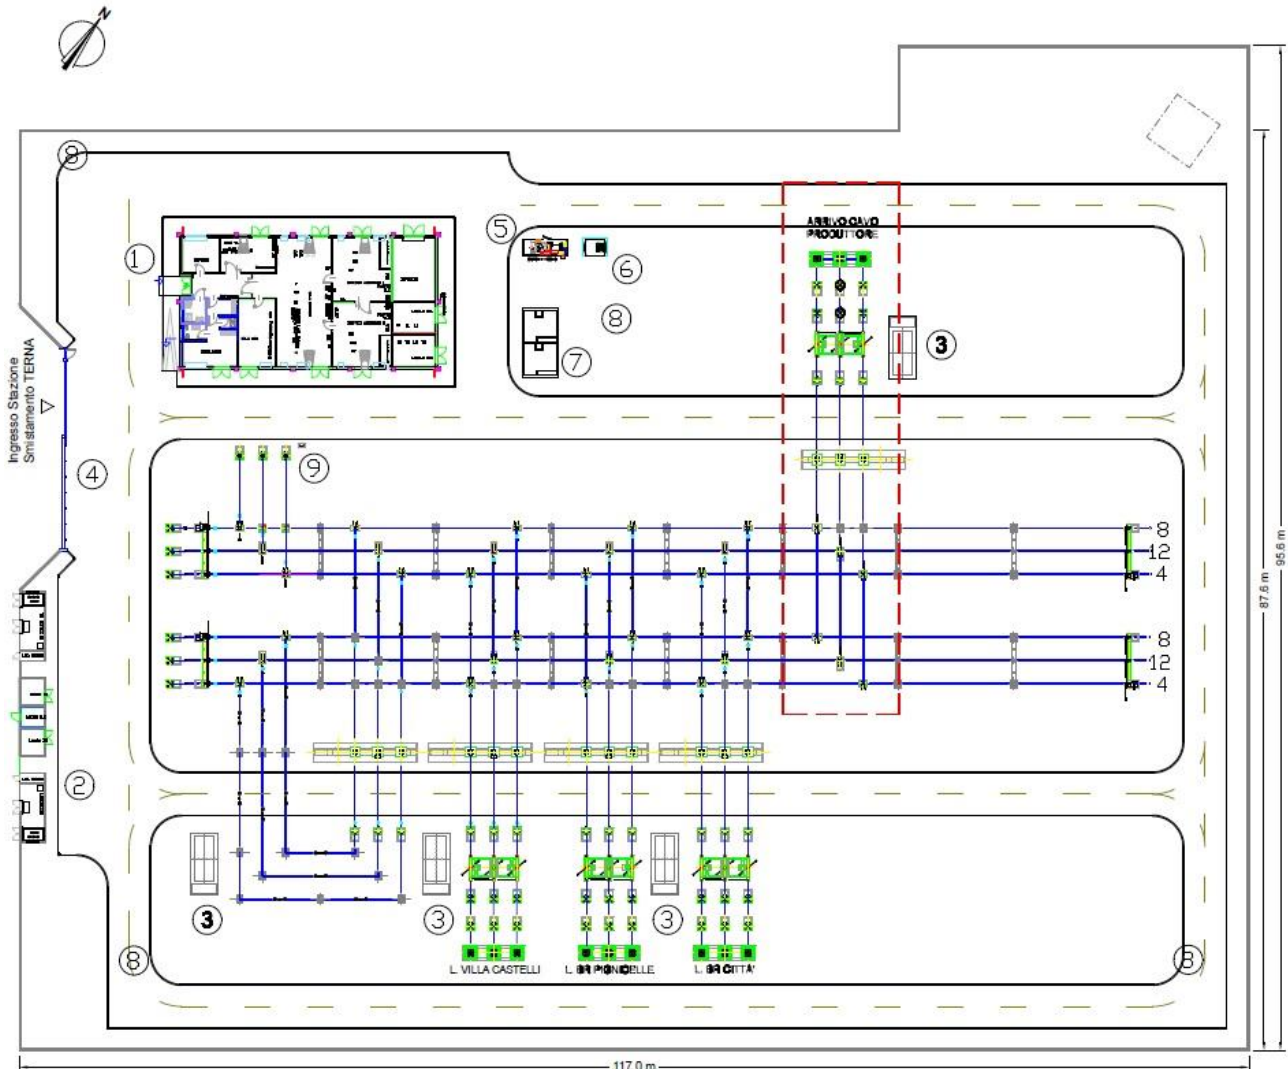 N
8
ARRIVO CAVO
PRODUTTORE
1
5
6
8
7
3
Ingresso Stazione
Smistamento TERNA
4
9
8
12
4
8
12
4
87.6 m
95.6 m
2
3
3
3
8
8
L. VILLA CASTELLI
L. BR PIGNICELLE
L. BR CITTA'
117.0 m